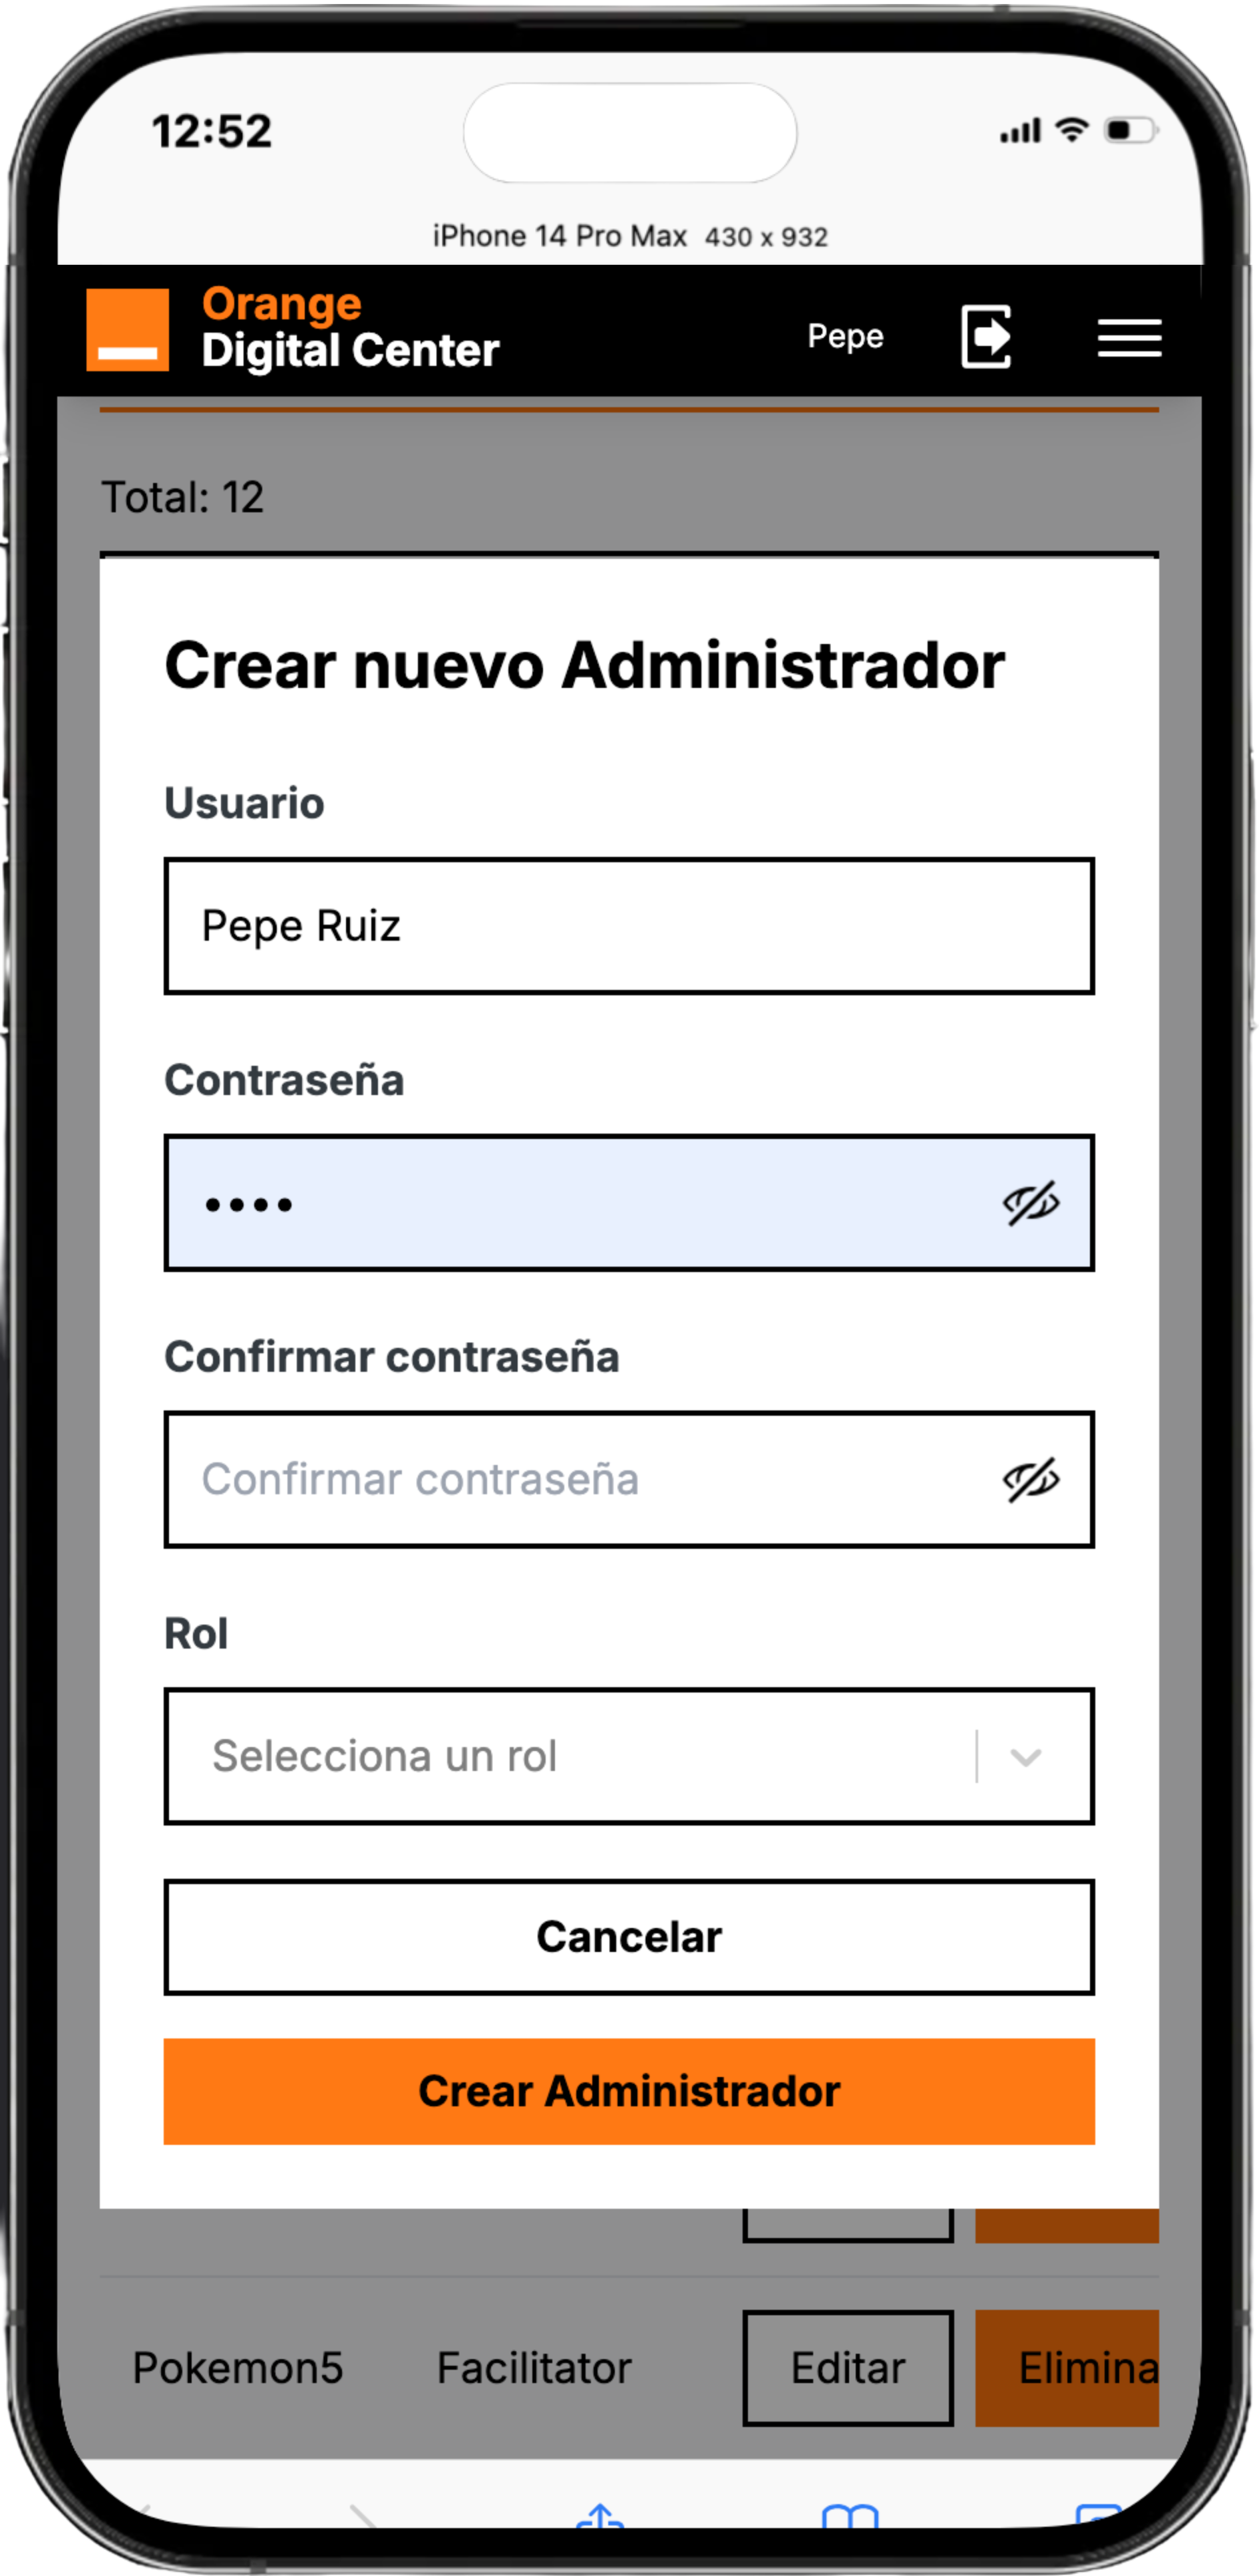 12:52
iPhone 14 Pro Max 430 x 932
Orange
Digital Center
Pepe
Total: 12
Crear nuevo Administrador
Usuario
Pepe Ruiz
Contraseña
••••
Confirmar contraseña
Confirmar contraseña
Rol
Selecciona un rol
Cancelar
Crear Administrador
Pokemon5 Facilitator Editar Elimina